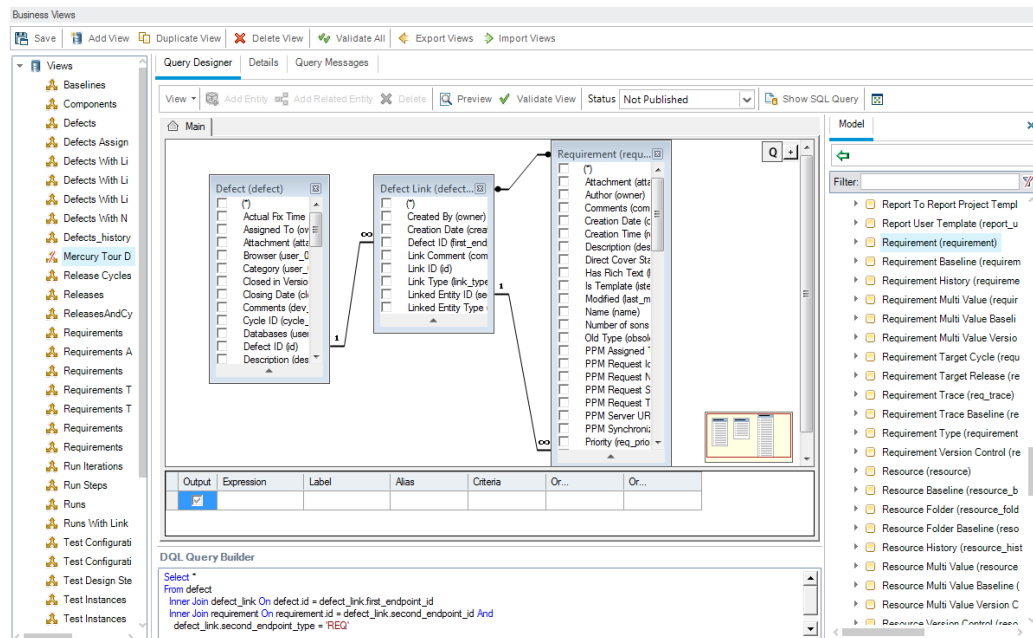 Business Views
Save Add View Duplicate View Delete View Validate All Export Views Import Views
Views
Baselines
Components
Defects
Defects Assign
Defects With Li
Defects With Li
Defects With Li
Defects With N
Defects_history
Mercury Tour D
Release Cycles
Releases
ReleasesAndCy
Requirements
Requirements A
Requirements
Requirements T
Requirements T
Requirements
Requirements
Run Iterations
Run Steps
Runs
Runs With Link
Test Configurati
Test Configurati
Test Design Ste
Test Instances
Test Instances
Query Designer Details Query Messages
View Add Entity Add Related Entity Delete Preview Validate View Status Not Published Show SQL Query
Main
Defect (defect)
(*)
Actual Fix Time
Assigned To (ow
Attachment (atta
Browser (user_0
Category (user_
Closed in Versio
Closing Date (cl
Comments (dev_
Cycle ID (cycle_
Databases (user
Defect ID (id)
Description (des
∞
1
Defect Link (defect...
(*)
Created By (owner)
Creation Date (crea
Defect ID (first_end
Link Comment (com
Link ID (id)
Link Type (link_type
Linked Entity ID (se
Linked Entity Type
1
∞
Requirement (requ...
(*)
Attachment (atta
Author (owner)
Comments (com
Creation Date (c
Creation Time (
Description (des
Direct Cover Sta
Has Rich Text (
Is Template (iste
Modified (last_m
Name (name)
Number of sons
Old Type (obsol
PPM Assigned
PPM Request Id
PPM Request N
PPM Request S
PPM Request T
PPM Server UR
PPM Synchroni
Priority (req_prio
Q +
Output Expression Label Alias Criteria Or... Or...
DQL Query Builder
Select *
From defect
Inner Join defect_link On defect.id = defect_link.first_endpoint_id
Inner Join requirement On requirement.id = defect_link.second_endpoint_id And
defect_link.second_endpoint_type = 'REQ'
Model
Filter:
Report To Report Project Templ
Report User Template (report_u
Requirement (requirement)
Requirement Baseline (requirem
Requirement History (requireme
Requirement Multi Value (requir
Requirement Multi Value Baseli
Requirement Multi Value Versio
Requirement Target Cycle (requ
Requirement Target Release (re
Requirement Trace (req_trace)
Requirement Trace Baseline (re
Requirement Type (requirement
Requirement Version Control (re
Resource (resource)
Resource Baseline (resource_b
Resource Folder (resource_fold
Resource Folder Baseline (reso
Resource History (resource_hist
Resource Multi Value (resource
Resource Multi Value Baseline (
Resource Multi Value Version C
Resource Version Control (reso